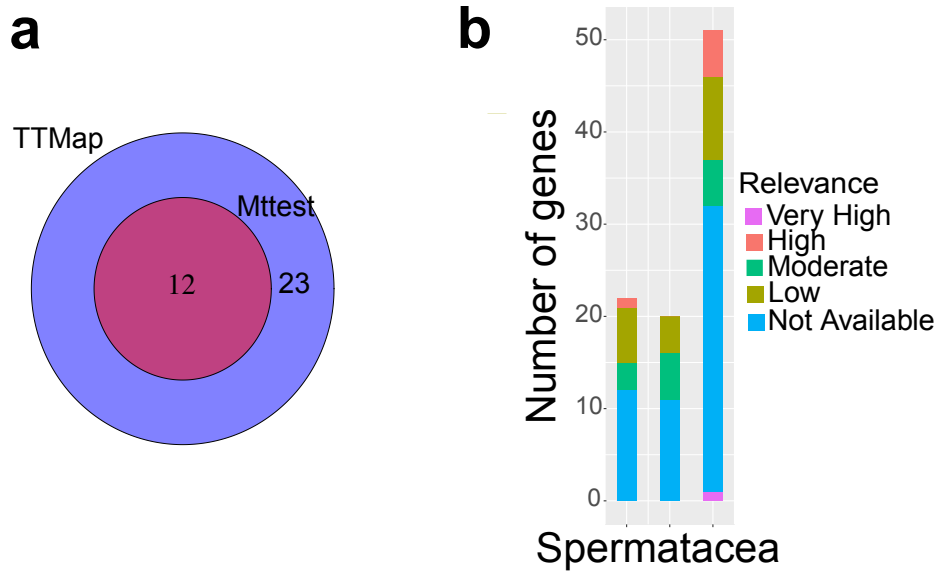 a
TTMap
Mttest
12
23
b
Number of genes
50
40
30
20
10
0
Spermatacea
Relevance
Very High
High
Moderate
Low
Not Available